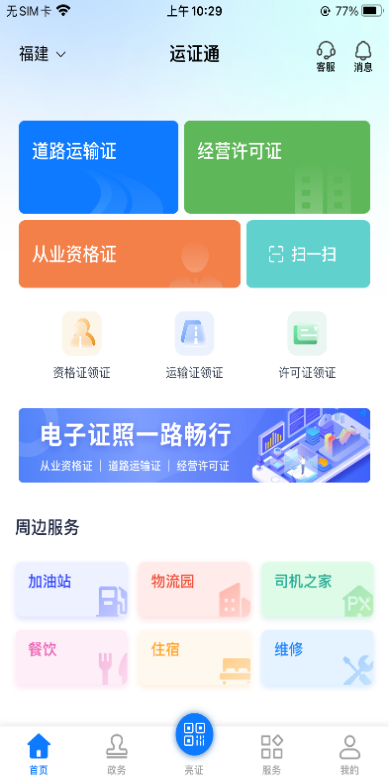 无SIM卡 上午 10:29 77%
福建 运证通 客服 消息
道路运输证 经营许可证
从业资格证 扫一扫
资格证领证 运输证领证 许可证领证
电子证照一路畅行
从业资格证 | 道路运输证 | 经营许可证
周边服务
加油站 物流园 司机之家
PX
餐饮 住宿 维修
首页 政务 亮证 服务 我的